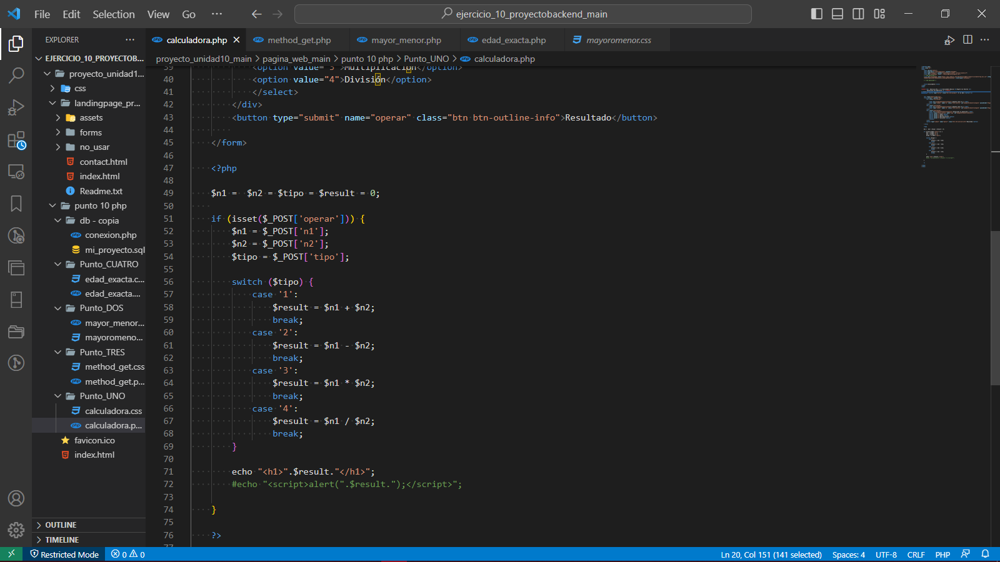 File Edit Selection View Go ··· ejercicio_10_proyectobackend_main
EXPLORER ···
calculadora.php method_get.php mayor_menor.php edad_exacta.php mayoromenor.css
EJERCICIO_10_PROYECTOB...
proyecto_unidad10_main > pagina_web_main > punto 10 php > Punto_UNO > calculadora.php
proyecto_unidad1...
css
landingpage_pr...
assets
forms
no_usar
contact.html
index.html
Readme.txt
punto 10 php
db - copia
conexion.php
mi_proyecto.sql
Punto_CUATRO
edad_exacta.c...
edad_exacta....
Punto_DOS
mayor_menor...
mayoromeno...
Punto_TRES
method_get.css
method_get.p...
Punto_UNO
calculadora.css
calculadora.p...
favicon.ico
index.html
OUTLINE
TIMELINE
39 <option value="3">Multiplicación</option>
40 <option value="4">División</option>
41 </select>
42 </div>
43 <button type="submit" name="operar" class="btn btn-outline-info">Resultado</button>
44
45 </form>
46
47 <?php
48
49 $n1 = $n2 = $tipo = $result = 0;
50
51 if (isset($_POST['operar'])) {
52 $n1 = $_POST['n1'];
53 $n2 = $_POST['n2'];
54 $tipo = $_POST['tipo'];
55
56 switch ($tipo) {
57 case '1':
58 $result = $n1 + $n2;
59 break;
60 case '2':
61 $result = $n1 - $n2;
62 break;
63 case '3':
64 $result = $n1 * $n2;
65 break;
66 case '4':
67 $result = $n1 / $n2;
68 break;
69 }
70
71 echo "<h1>".$result."</h1>";
72 #echo "<script>alert(".$result.");</script>";
73
74 }
75
76 ?>
77
Restricted Mode 0 0 Ln 20, Col 151 (141 selected) Spaces: 4 UTF-8 CRLF PHP